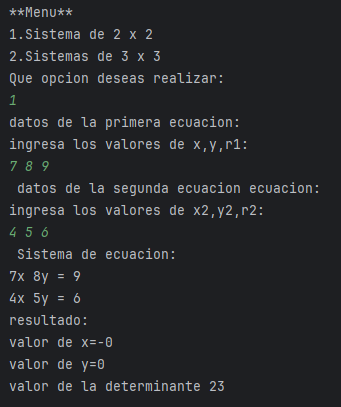 **Menu**
1.Sistema de 2 x 2
2.Sistemas de 3 x 3
Que opcion deseas realizar:
1
datos de la primera ecuacion:
ingresa los valores de x,y,r1:
7 8 9
datos de la segunda ecuacion ecuacion:
ingresa los valores de x2,y2,r2:
4 5 6
Sistema de ecuacion:
7x 8y = 9
4x 5y = 6
resultado:
valor de x=-0
valor de y=0
valor de la determinante 23